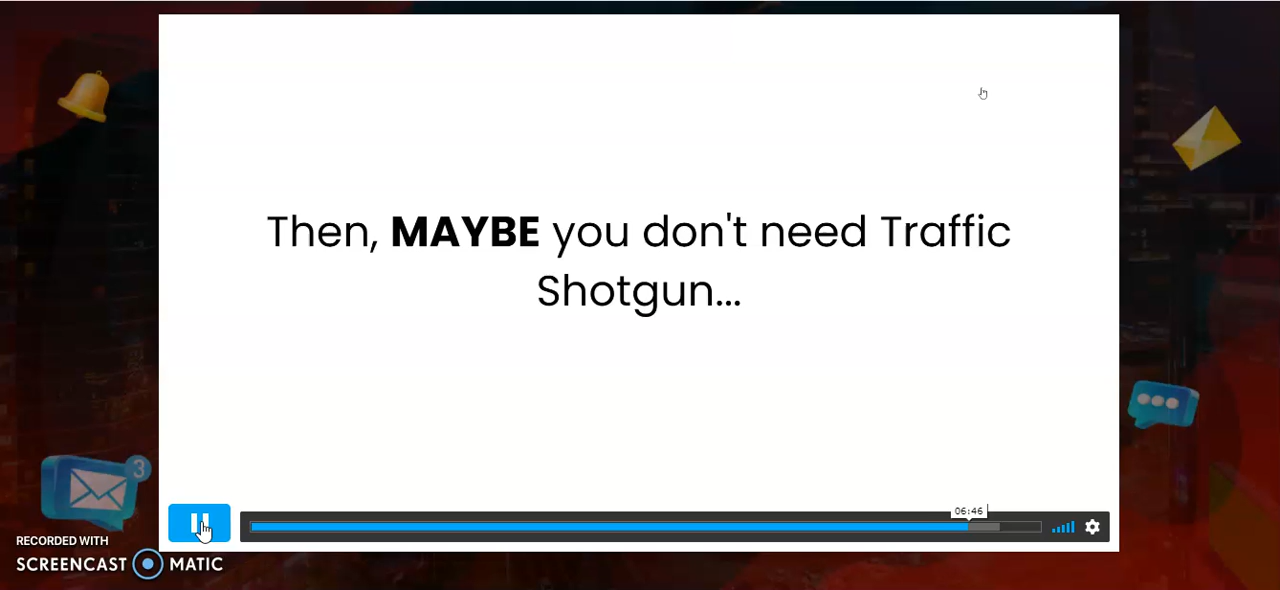 Then, MAYBE you don't need Traffic
Shotgun...
06:46
3
RECORDED WITH
SCREENCAST MATIC